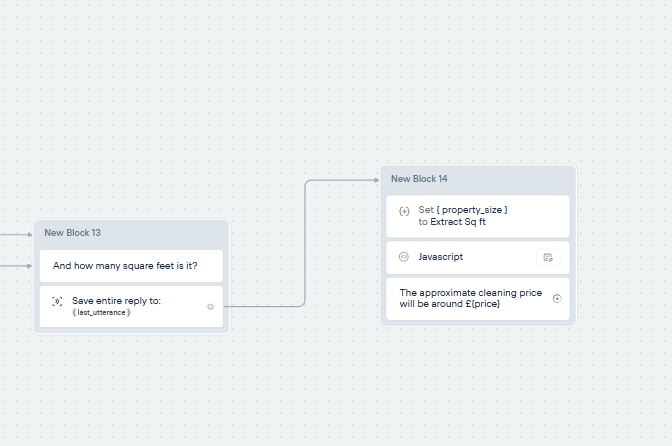 New Block 13
And how many square feet is it?
Save entire reply to:
{ last_utterance }
New Block 14
Set { property_size }
to Extract Sq ft
Javascript
The approximate cleaning price
will be around £{price}